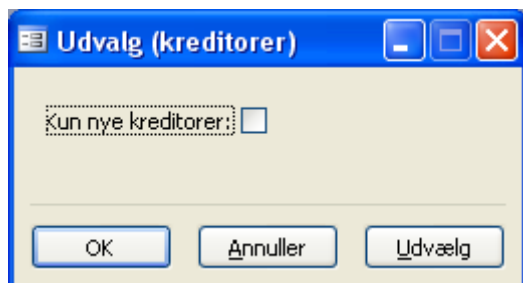 Udvalg (kreditorer)
Kun nye kreditorer:
OK Annuller Udvælg